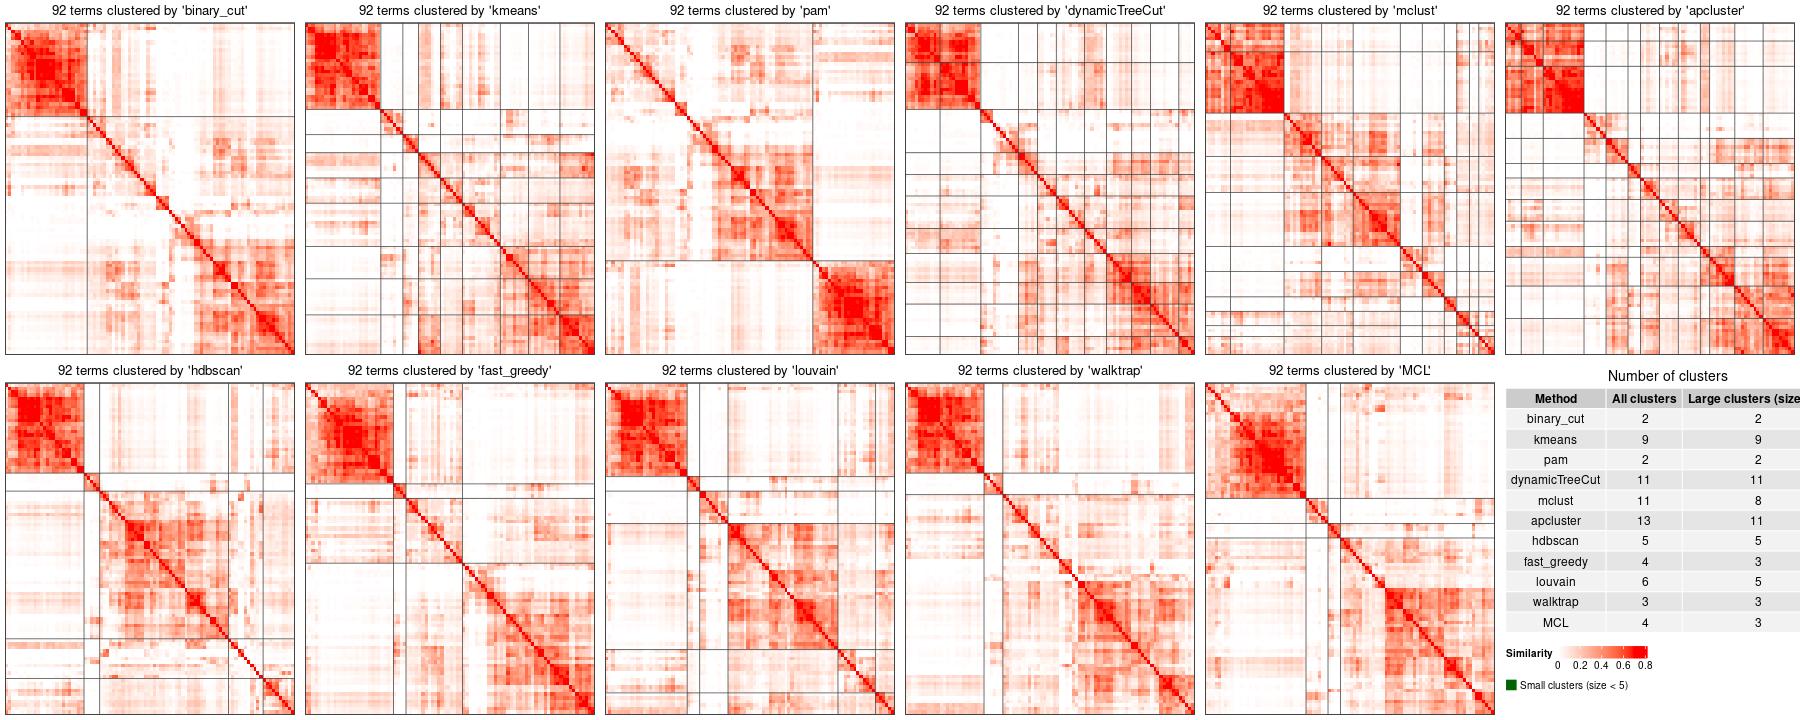 92 terms clustered by 'binary_cut'
92 terms clustered by 'kmeans'
92 terms clustered by 'pam'
92 terms clustered by 'dynamicTreeCut'
92 terms clustered by 'mclust'
92 terms clustered by 'apcluster'
92 terms clustered by 'hdbscan'
92 terms clustered by 'fast_greedy'
92 terms clustered by 'louvain'
92 terms clustered by 'walktrap'
92 terms clustered by 'MCL'
Number of clusters
Method All clusters Large clusters (size
binary_cut 2 2
kmeans 9 9
pam 2 2
dynamicTreeCut 11 11
mclust 11 8
apcluster 13 11
hdbscan 5 5
fast_greedy 4 3
louvain 6 5
walktrap 3 3
MCL 4 3
Similarity
0 0.2 0.4 0.6 0.8
Small clusters (size < 5)